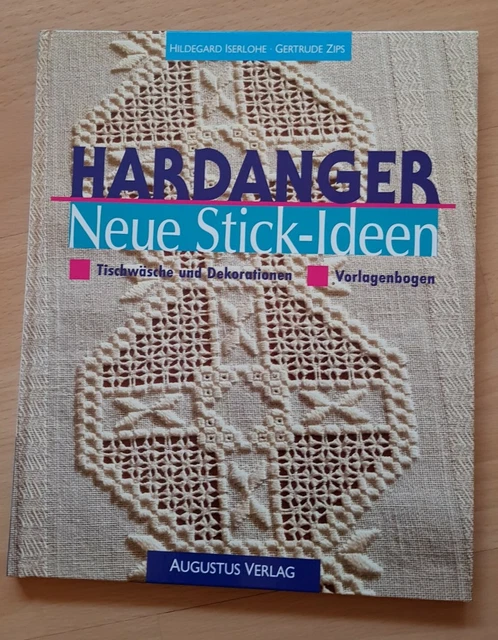 HILDEGARD ISERLOHE · GERTRUDE ZIPS
HARDANGER
Neue Stick-Ideen
Tischwäsche und Dekorationen Vorlagenbogen
AUGUSTUS VERLAG